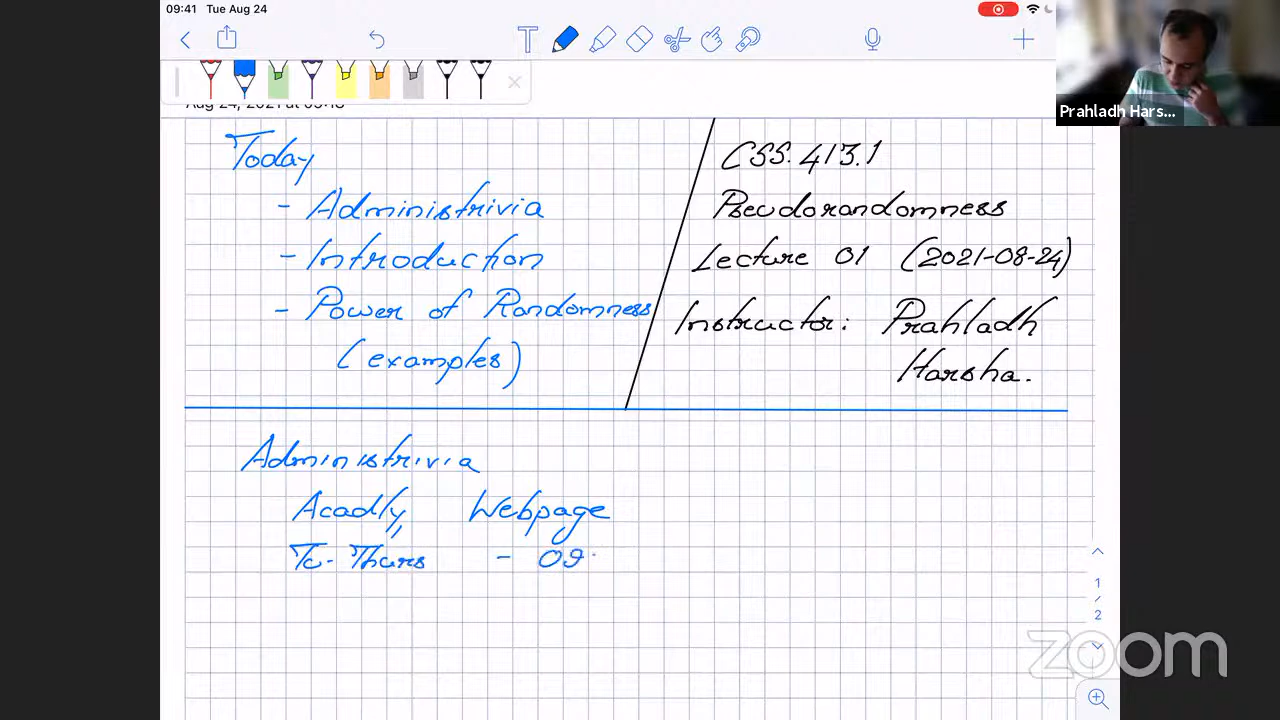 09:41 Tue Aug 24
Prahladh Hars...
Today
- Administrivia
- Introduction
- Power of Randomness
(examples)
CSS.413.1
Pseudorandomness
Lecture 01 (2021-08-24)
Instructor: Prahladh
Harsha.
Administrivia
Acadly, Webpage
Tu-Thurs - 09.
1
2
zoom